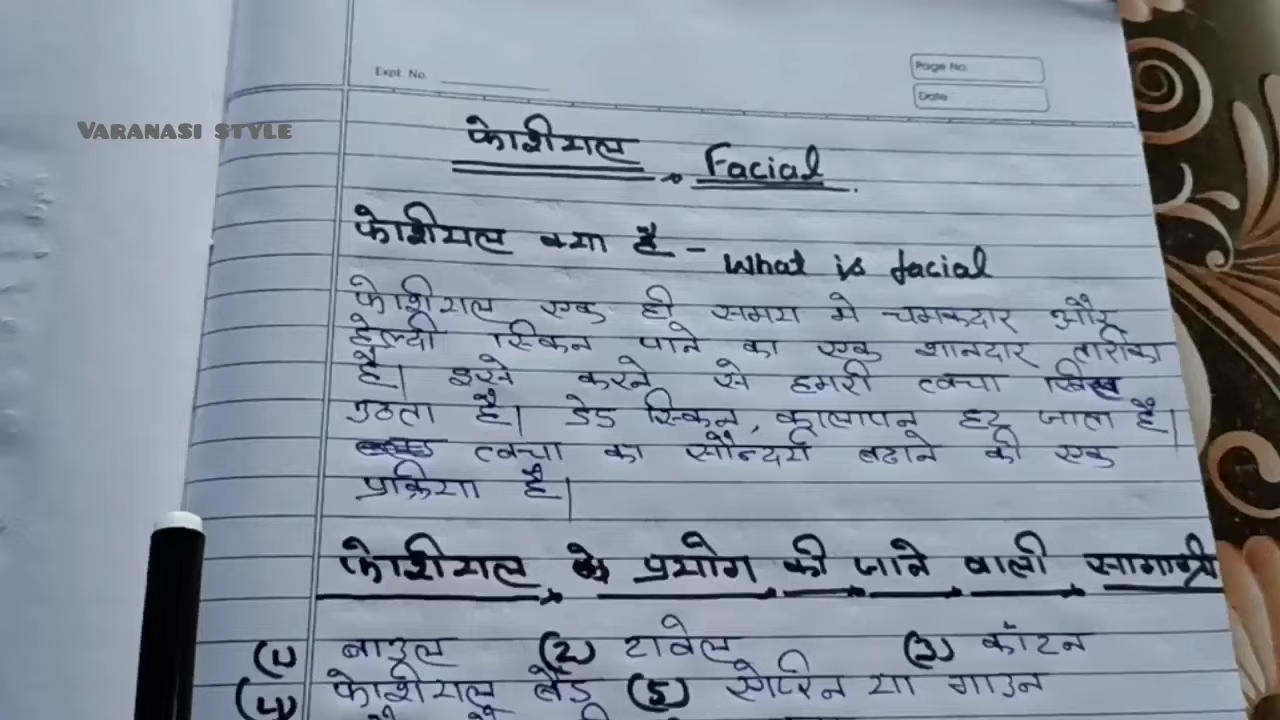 VARANASI STYLE
Expt. No.
Page No.
Date
फेशियल Facial
फेशियल क्या है - What is facial
फेशियल एक ही समय मे चमकदार और
हेल्दी स्किन पाने का एक शानदार तारीका
है। इसे करने से हमरी त्वचा खिल
उठता है। डेड स्किन, कालापन हट जाता है।
त्वचा का सौन्दर्य बढाने की एक
प्रक्रिया है।
फेशियल के प्रयोग की जाने वाली सामाग्री
(1) बाउल (2) टावेल (3) कॉटन
(4) फेशियल बैंड (5) एपरिन या गाउन